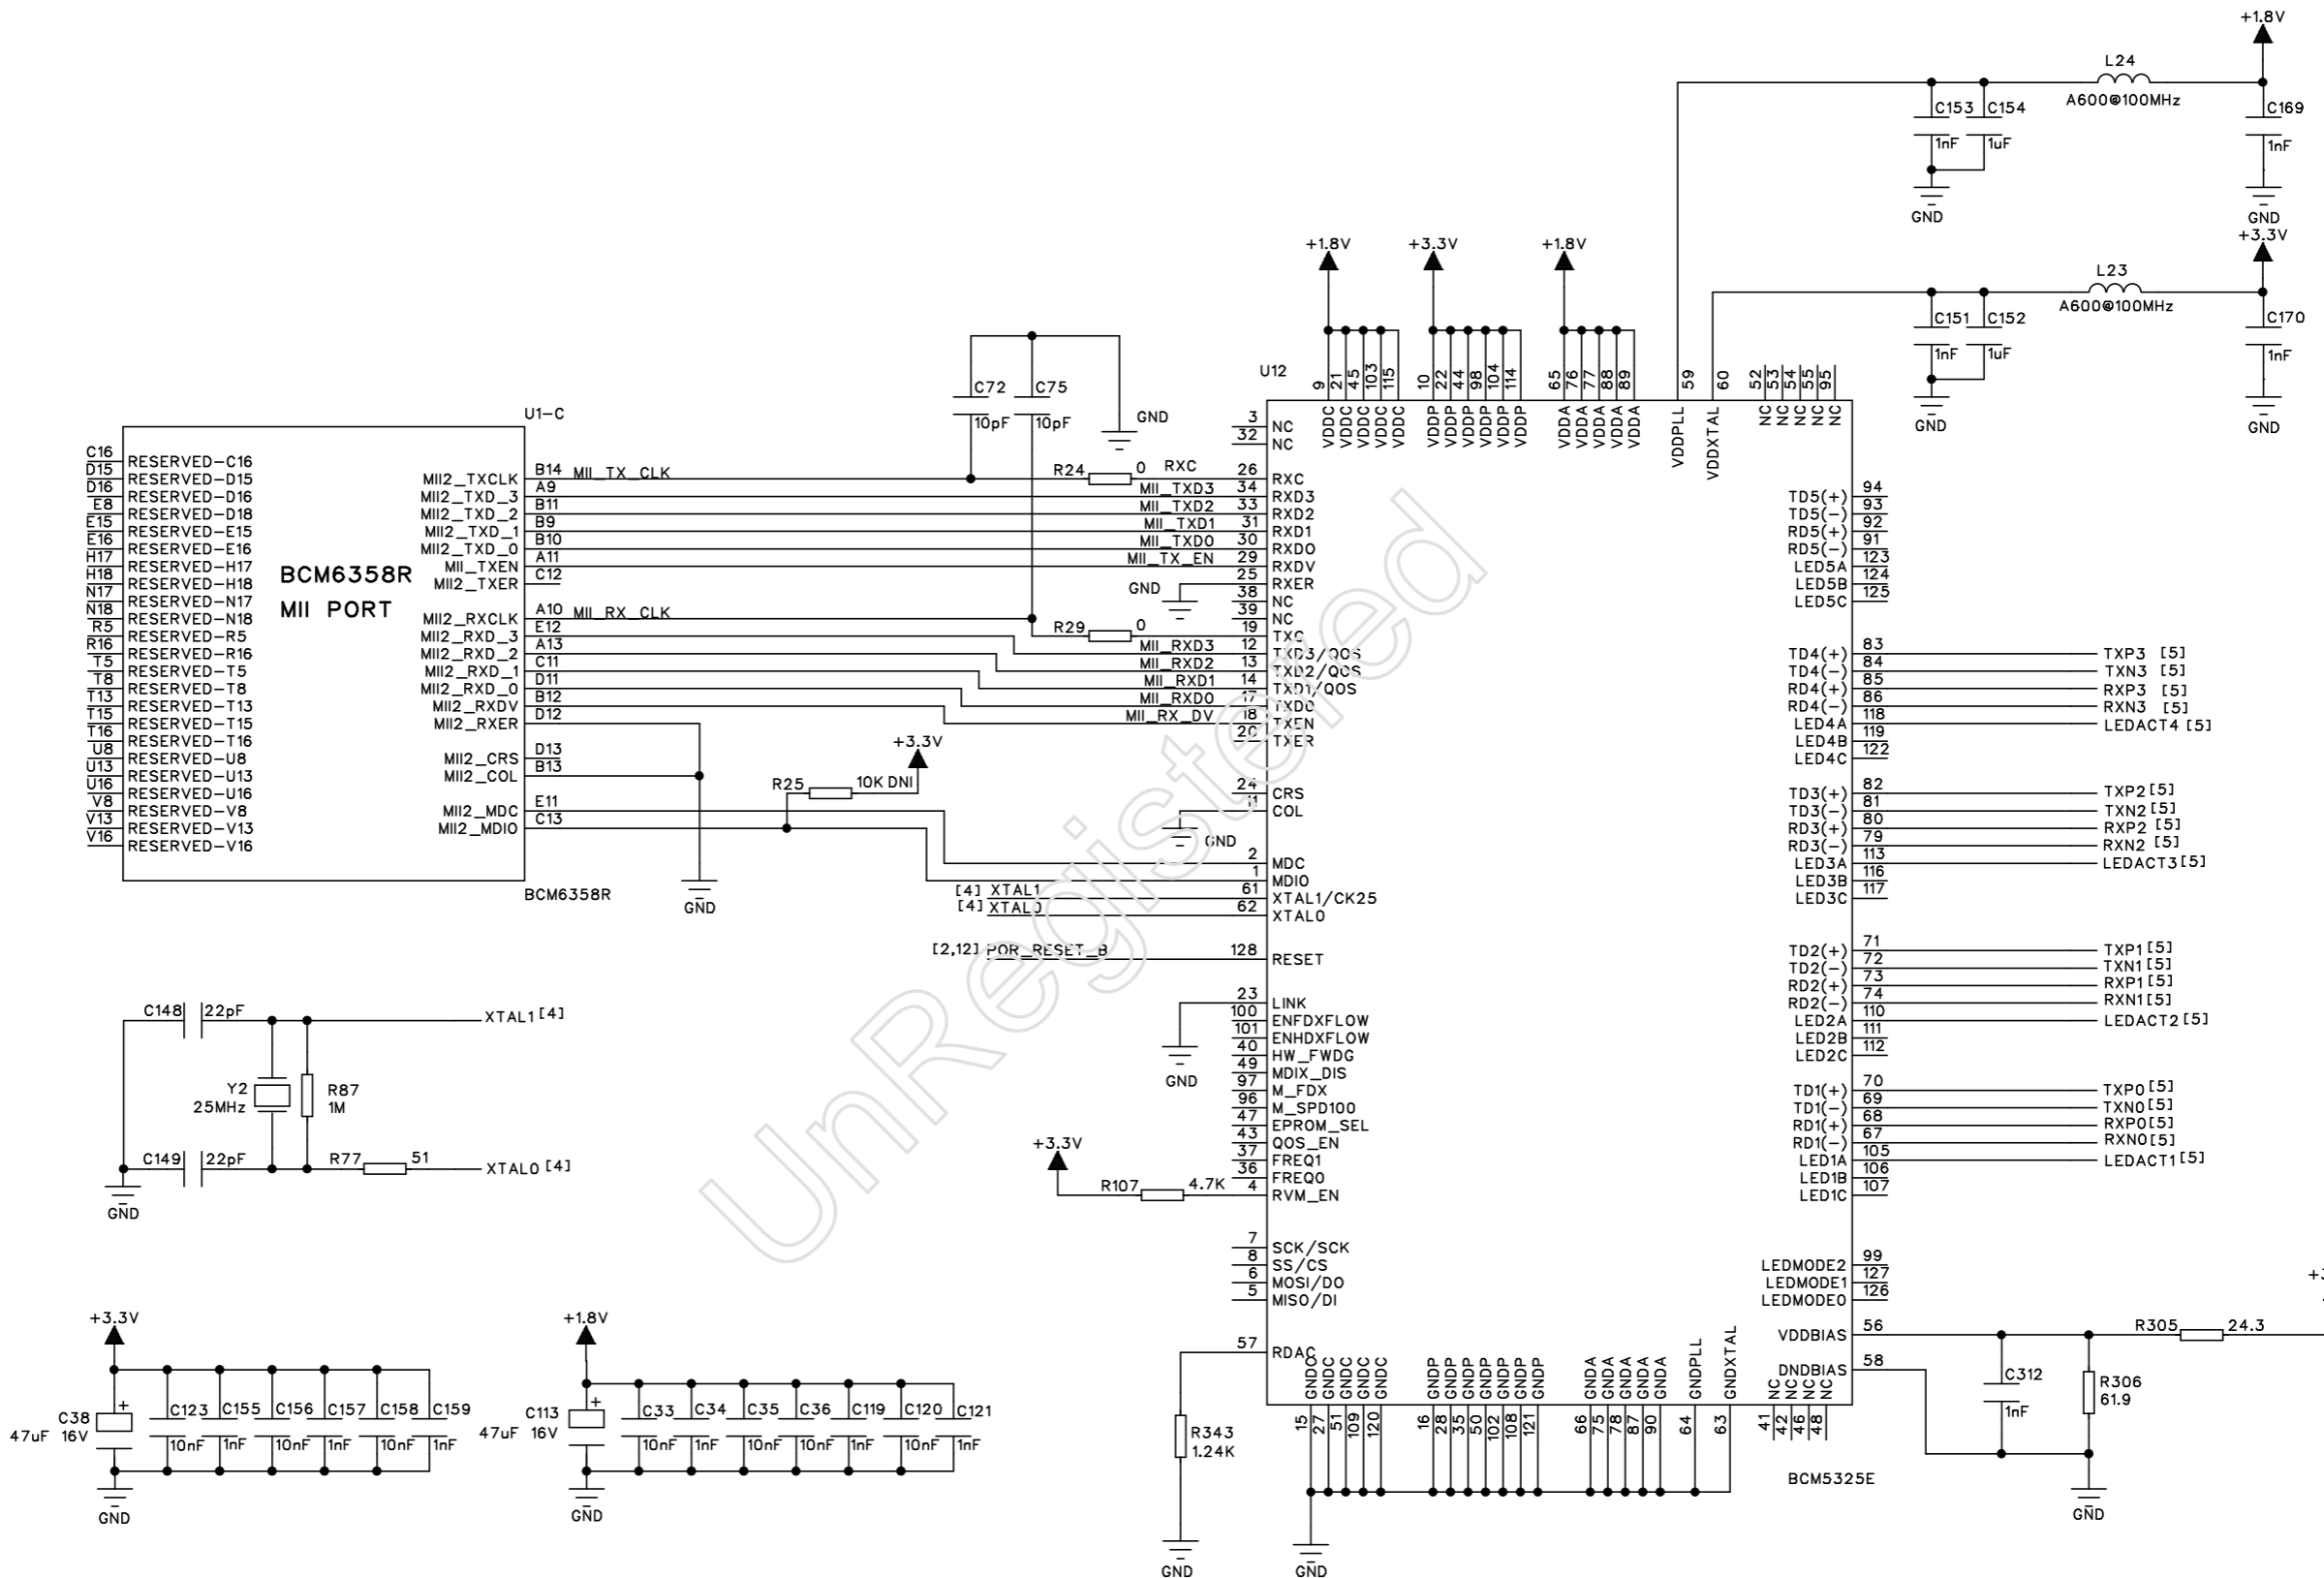 +1.8V
L24
A600@100MHz
C153
1nF
C154
1uF
C169
1nF
GND
GND
+3.3V
L23
A600@100MHz
C151
1nF
C152
1uF
C170
1nF
GND
GND
+1.8V
+3.3V
+1.8V
C72
10pF
C75
10pF
GND
U1-C
BCM6358R
MII PORT
C16 RESERVED-C16
D15 RESERVED-D15
D16 RESERVED-D16
E8 RESERVED-D18
E15 RESERVED-E15
E16 RESERVED-E16
H17 RESERVED-H17
H18 RESERVED-H18
N17 RESERVED-N17
N18 RESERVED-N18
R5 RESERVED-R5
R16 RESERVED-R16
T5 RESERVED-T5
T8 RESERVED-T8
T13 RESERVED-T13
T15 RESERVED-T15
T16 RESERVED-T16
U8 RESERVED-U8
U13 RESERVED-U13
U16 RESERVED-U16
V8 RESERVED-V8
V13 RESERVED-V13
V16 RESERVED-V16
MII2_TXCLK B14 MII_TX_CLK
MII2_TXD_3 A9
MII2_TXD_2 B11
MII2_TXD_1 B9
MII2_TXD_0 B10
MII_TXEN A11
MII2_TXER C12
MII2_RXCLK A10 MII_RX_CLK
MII2_RXD_3 E12
MII2_RXD_2 A13
MII2_RXD_1 C11
MII2_RXD_0 D11
MII2_RXDV B12
MII2_RXER D12
MII2_CRS D13
MII2_COL B13
MII2_MDC E11
MII2_MDIO C13
BCM6358R
GND
R25 10K DNI
+3.3V
U12
3 NC
32 NC
R24 0 RXC 26 RXC
MII_TXD3 34 RXD3
MII_TXD2 33 RXD2
MII_TXD1 31 RXD1
MII_TXD0 30 RXD0
MII_TX_EN 29 RXDV
25 RXER
GND
38 NC
39 NC
R29 0 19 TXC
MII_RXD3 12 TXD3/QOS
MII_RXD2 13 TXD2/QOS
MII_RXD1 14 TXD1/QOS
MII_RXD0 17 TXD0
MII_RX_DV 18 TXEN
20 TXER
24 CRS
11 COL
GND
2 MDC
1 MDIO
[4] XTAL1 61 XTAL1/CK25
[4] XTALO 62 XTALO
[2,12] POR_RESET_B 128 RESET
23 LINK
100 ENFDXFLOW
101 ENHDXFLOW
40 HW_FWDG
49 MDIX_DIS
97 M_FDX
96 M_SPD100
47 EPROM_SEL
43 QOS_EN
37 FREQ1
36 FREQ0
4 RVM_EN
GND
+3.3V
R107 4.7K
7 SCK/SCK
8 SS/CS
6 MOSI/DO
5 MISO/DI
57 RDAC
R343
1.24K
GND
9 VDDC
21 VDDC
45 VDDC
103 VDDC
115 VDDC
10 VDDP
22 VDDP
44 VDDP
98 VDDP
104 VDDP
114 VDDP
65 VDDA
76 VDDA
77 VDDA
88 VDDA
89 VDDA
59 VDDPLL
60 VDDXTAL
52 NC
53 NC
54 NC
55 NC
95 NC
TD5(+) 94
TD5(-) 93
RD5(+) 92
RD5(-) 91
LED5A 123
LED5B 124
LED5C 125
TD4(+) 83 TXP3 [5]
TD4(-) 84 TXN3 [5]
RD4(+) 85 RXP3 [5]
RD4(-) 86 RXN3 [5]
LED4A 118 LEDACT4 [5]
LED4B 119
LED4C 122
TD3(+) 82 TXP2 [5]
TD3(-) 81 TXN2 [5]
RD3(+) 80 RXP2 [5]
RD3(-) 79 RXN2 [5]
LED3A 113 LEDACT3 [5]
LED3B 116
LED3C 117
TD2(+) 71 TXP1 [5]
TD2(-) 72 TXN1 [5]
RD2(+) 73 RXP1 [5]
RD2(-) 74 RXN1 [5]
LED2A 110 LEDACT2 [5]
LED2B 111
LED2C 112
TD1(+) 70 TXP0 [5]
TD1(-) 69 TXN0 [5]
RD1(+) 68 RXP0 [5]
RD1(-) 67 RXN0 [5]
LED1A 105 LEDACT1 [5]
LED1B 106
LED1C 107
LEDMODE2 99
LEDMODE1 127
LEDMODE0 126
VDDBIAS 56
DNDBIAS 58
R305 24.3
C312
1nF
R306
61.9
GND
GNDC 15
GNDC 27
GNDC 51
GNDC 109
GNDC 120
GNDP 16
GNDP 28
GNDP 35
GNDP 50
GNDP 102
GNDP 108
GNDP 121
GNDA 66
GNDA 75
GNDA 78
GNDA 87
GNDA 90
GNDPLL 64
GNDXTAL 63
NC 41
NC 42
NC 46
NC 48
BCM5325E
GND
C148 22pF XTAL1 [4]
Y2
25MHz
R87
1M
C149 22pF R77 51 XTALO [4]
GND
+3.3V
C38
47uF 16V
C123
10nF
C155
1nF
C156
10nF
C157
1nF
C158
10nF
C159
1nF
GND
+1.8V
C113
47uF 16V
C33
10nF
C34
1nF
C35
10nF
C36
10nF
C119
1nF
C120
10nF
C121
1nF
GND
UnRegistered